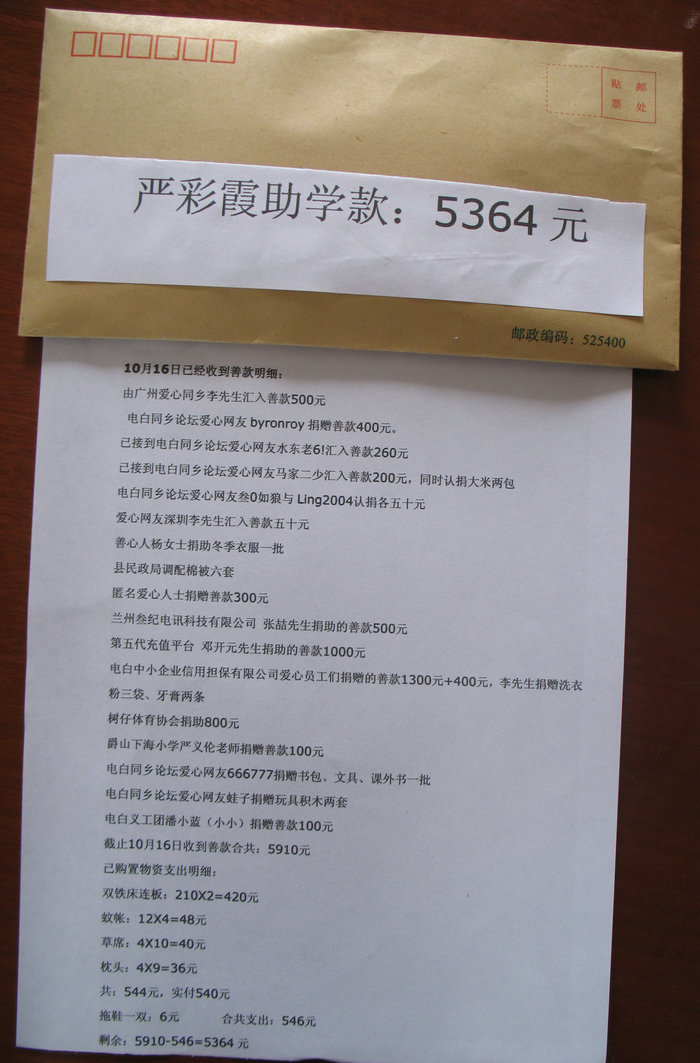 贴 邮
票 处
严彩霞助学款：5364 元
邮政编码：525400
10月16日已经收到善款明细：
由广州爱心同乡李先生汇入善款500元
电白同乡论坛爱心网友 byronroy 捐赠善款400元。
已接到电白同乡论坛爱心网友水东老6!汇入善款260元
已接到电白同乡论坛爱心网友马家二少汇入善款200元，同时认捐大米两包
电白同乡论坛爱心网友叁0如狼与 Ling2004认捐各五十元
爱心网友深圳李先生汇入善款五十元
善心人杨女士捐助冬季衣服一批
县民政局调配棉被六套
匿名爱心人士捐赠善款300元
兰州叁纪电讯科技有限公司 张喆先生捐助的善款500元
第五代充值平台 邓开元先生捐助的善款1000元
电白中小企业信用担保有限公司爱心员工们捐赠的善款1300元+400元，李先生捐赠洗衣
粉三袋、牙膏两条
树仔体育协会捐助800元
爵山下海小学严义伦老师捐赠善款100元
电白同乡论坛爱心网友666777捐赠书包、文具、课外书一批
电白同乡论坛爱心网友蛙子捐赠玩具积木两套
电白义工团潘小蓝（小小）捐赠善款100元
截止10月16日收到善款合共：5910元
已购置物资支出明细：
双铁床连板：210X2=420元
蚊帐：12X4=48元
草席：4X10=40元
枕头：4X9=36元
共：544元，实付540元
拖鞋一双：6元 合共支出：546元
剩余：5910-546=5364 元